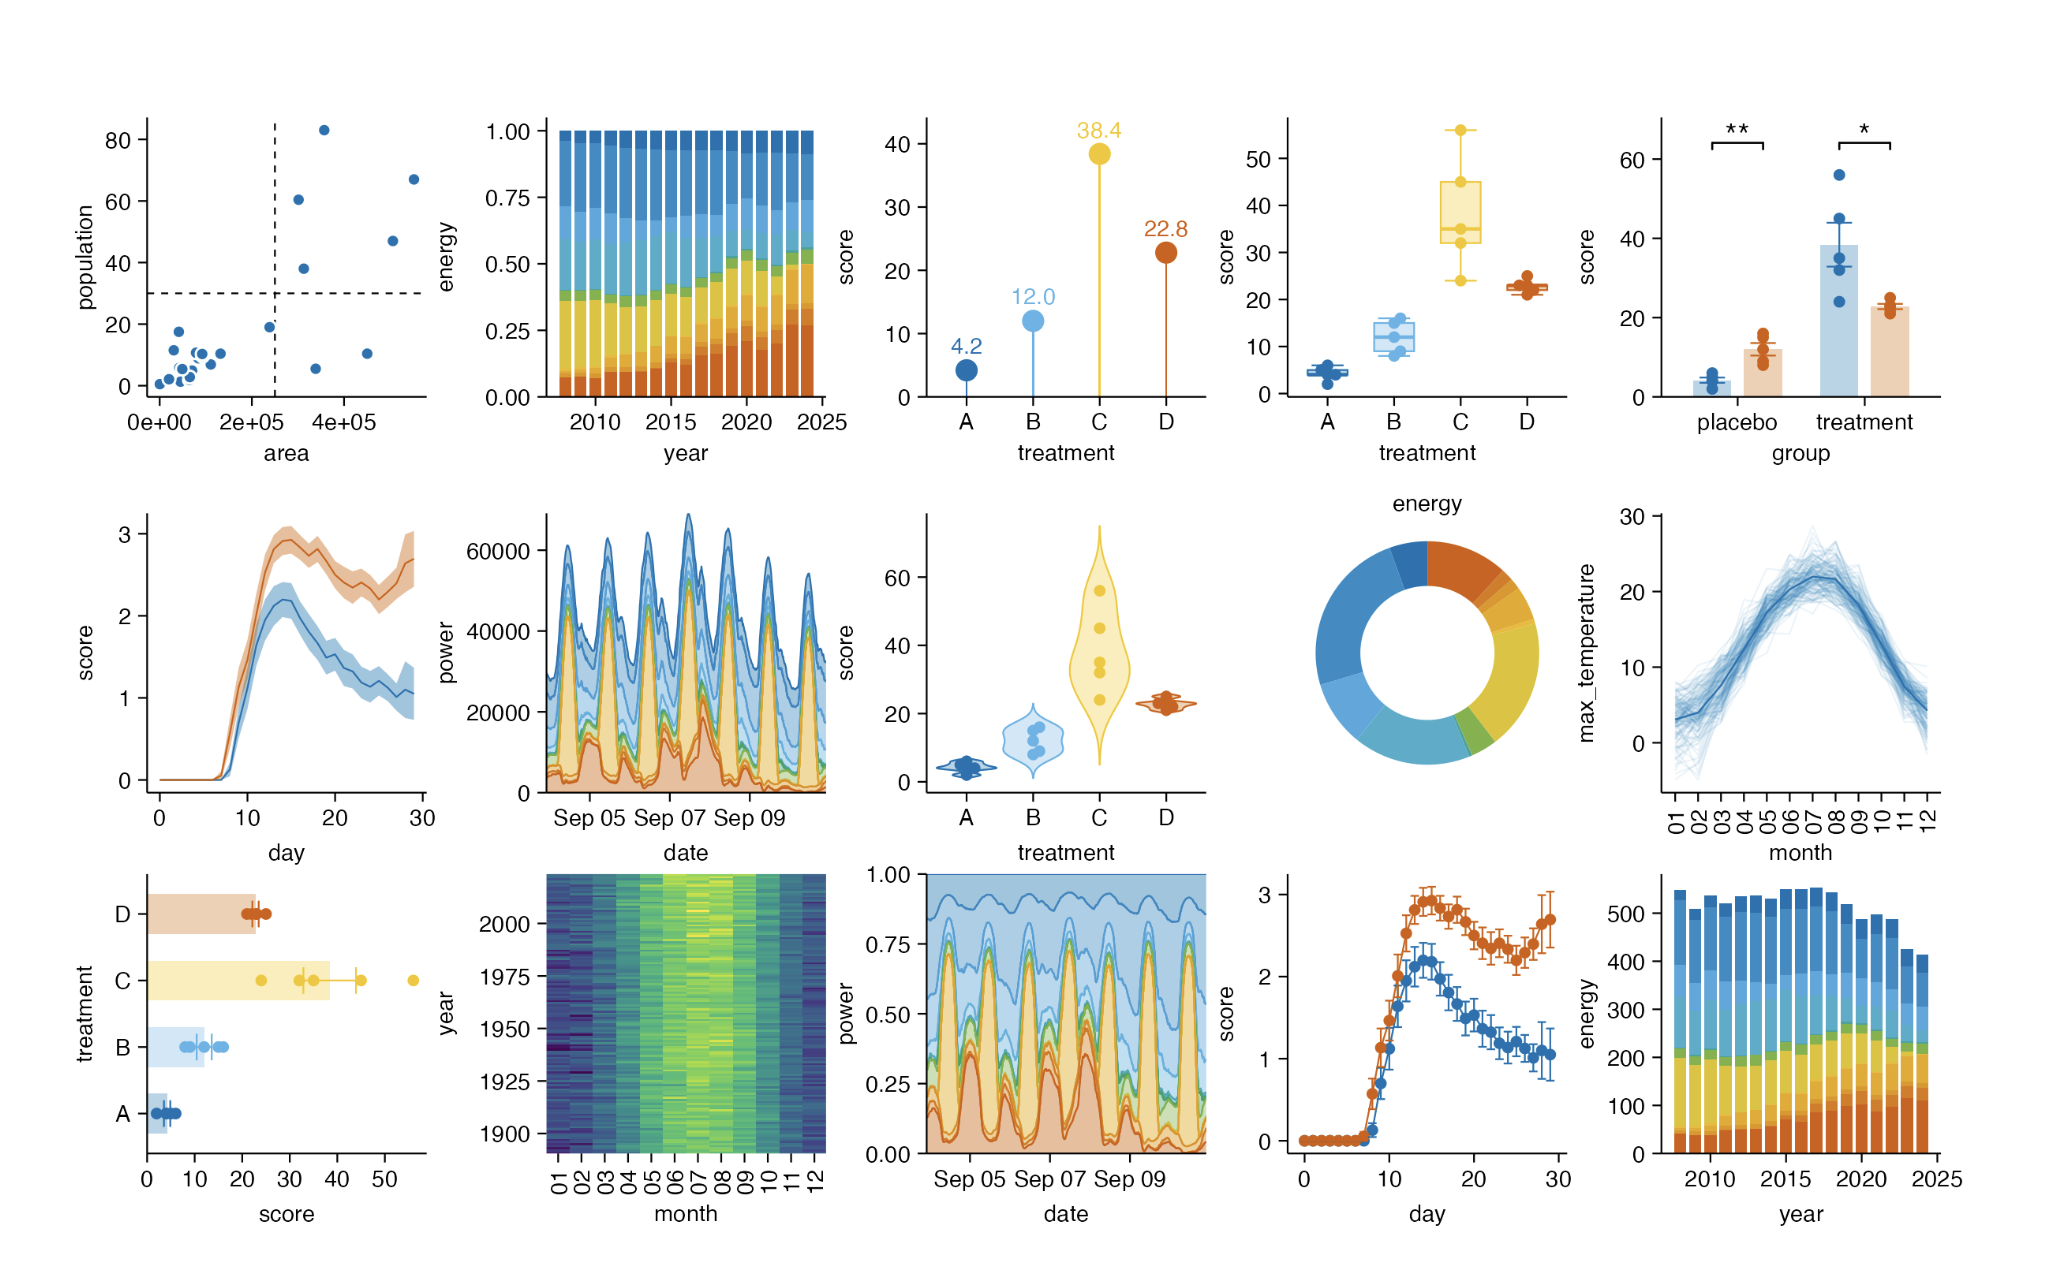 population
80
60
40
20
0
0e+00 2e+05 4e+05
area
energy
1.00
0.75
0.50
0.25
0.00
2010 2015 2020 2025
year
score
40
30
20
10
0
4.2
12.0
38.4
22.8
A B C D
treatment
score
50
40
30
20
10
0
A B C D
treatment
score
60
40
20
0
** *
placebo treatment
group
score
3
2
1
0
0 10 20 30
day
power
60000
40000
20000
0
Sep 05 Sep 07 Sep 09
date
score
60
40
20
0
A B C D
treatment
energy
max_temperature
30
20
10
0
01 02 03 04 05 06 07 08 09 10 11 12
month
treatment
D
C
B
A
0 10 20 30 40 50
score
year
2000
1975
1950
1925
1900
01 02 03 04 05 06 07 08 09 10 11 12
month
power
1.00
0.75
0.50
0.25
0.00
Sep 05 Sep 07 Sep 09
date
score
3
2
1
0
0 10 20 30
day
energy
500
400
300
200
100
0
2010 2015 2020 2025
year